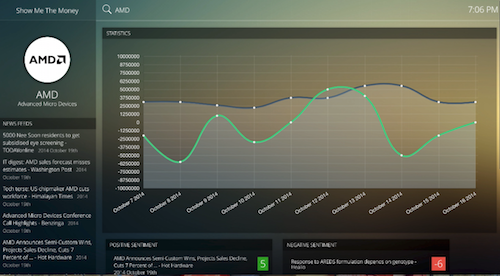 Show Me The Money
AMD
7:06 PM
AMD
AMD
Advanced Micro Devices
NEWS FEEDS
5000 Nee Soon residents to get
subsidised eye screening -
TODAYonline 2014 October 19th
IT digest: AMD sales forecast misses
estimates - Washington Post 2014
October 19th
Tech terse: US chipmaker AMD cuts
workforce - Himalayan Times 2014
October 19th
Advanced Micro Devices Conference
Call Highlights - Benzinga 2014
October 19th
AMD Announces Semi-Custom Wins,
Projects Sales Decline, Cuts 7
Percent of ... - Hot Hardware
2014 October 19th
STATISTICS
10000000
8750000
7500000
6250000
5000000
3750000
2500000
1250000
0
-1250000
-2500000
-3750000
-5000000
-6250000
-7500000
-8750000
-10000000
October 7 2014
October 8 2014
October 9 2014
October 10 2014
October 11 2014
October 12 2014
October 13 2014
October 14 2014
October 15 2014
October 16 2014
POSITIVE SENTIMENT
AMD Announces Semi-Custom Wins, Projects Sales Decline,
Cuts 7 Percent of ... - Hot Hardware
2014 October 19th
5
NEGATIVE SENTIMENT
Response to AREDS formulation depends on genotype -
Healio
-6